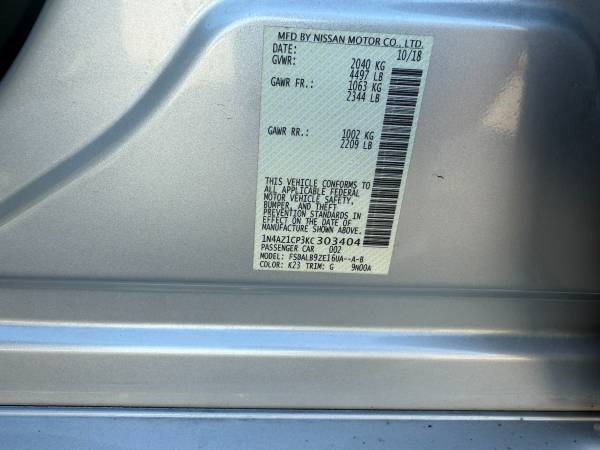 MFD BY NISSAN MOTOR CO., LTD.
DATE: 10/18
GVWR: 2040 KG
4497 LB
GAWR FR.: 1063 KG
2344 LB
GAWR RR.: 1002 KG
2209 LB
THIS VEHICLE CONFORMS TO
ALL APPLICABLE FEDERAL
MOTOR VEHICLE SAFETY,
BUMPER, AND THEFT
PREVENTION STANDARDS IN
EFFECT ON THE DATE OF
MANUFACTURE SHOWN ABOVE.
1N4AZ1CP3KC303404
PASSENGER CAR 002
MODEL: FSDALB9ZE16UA--A-B
COLOR: K23 TRIM: G 9N00A